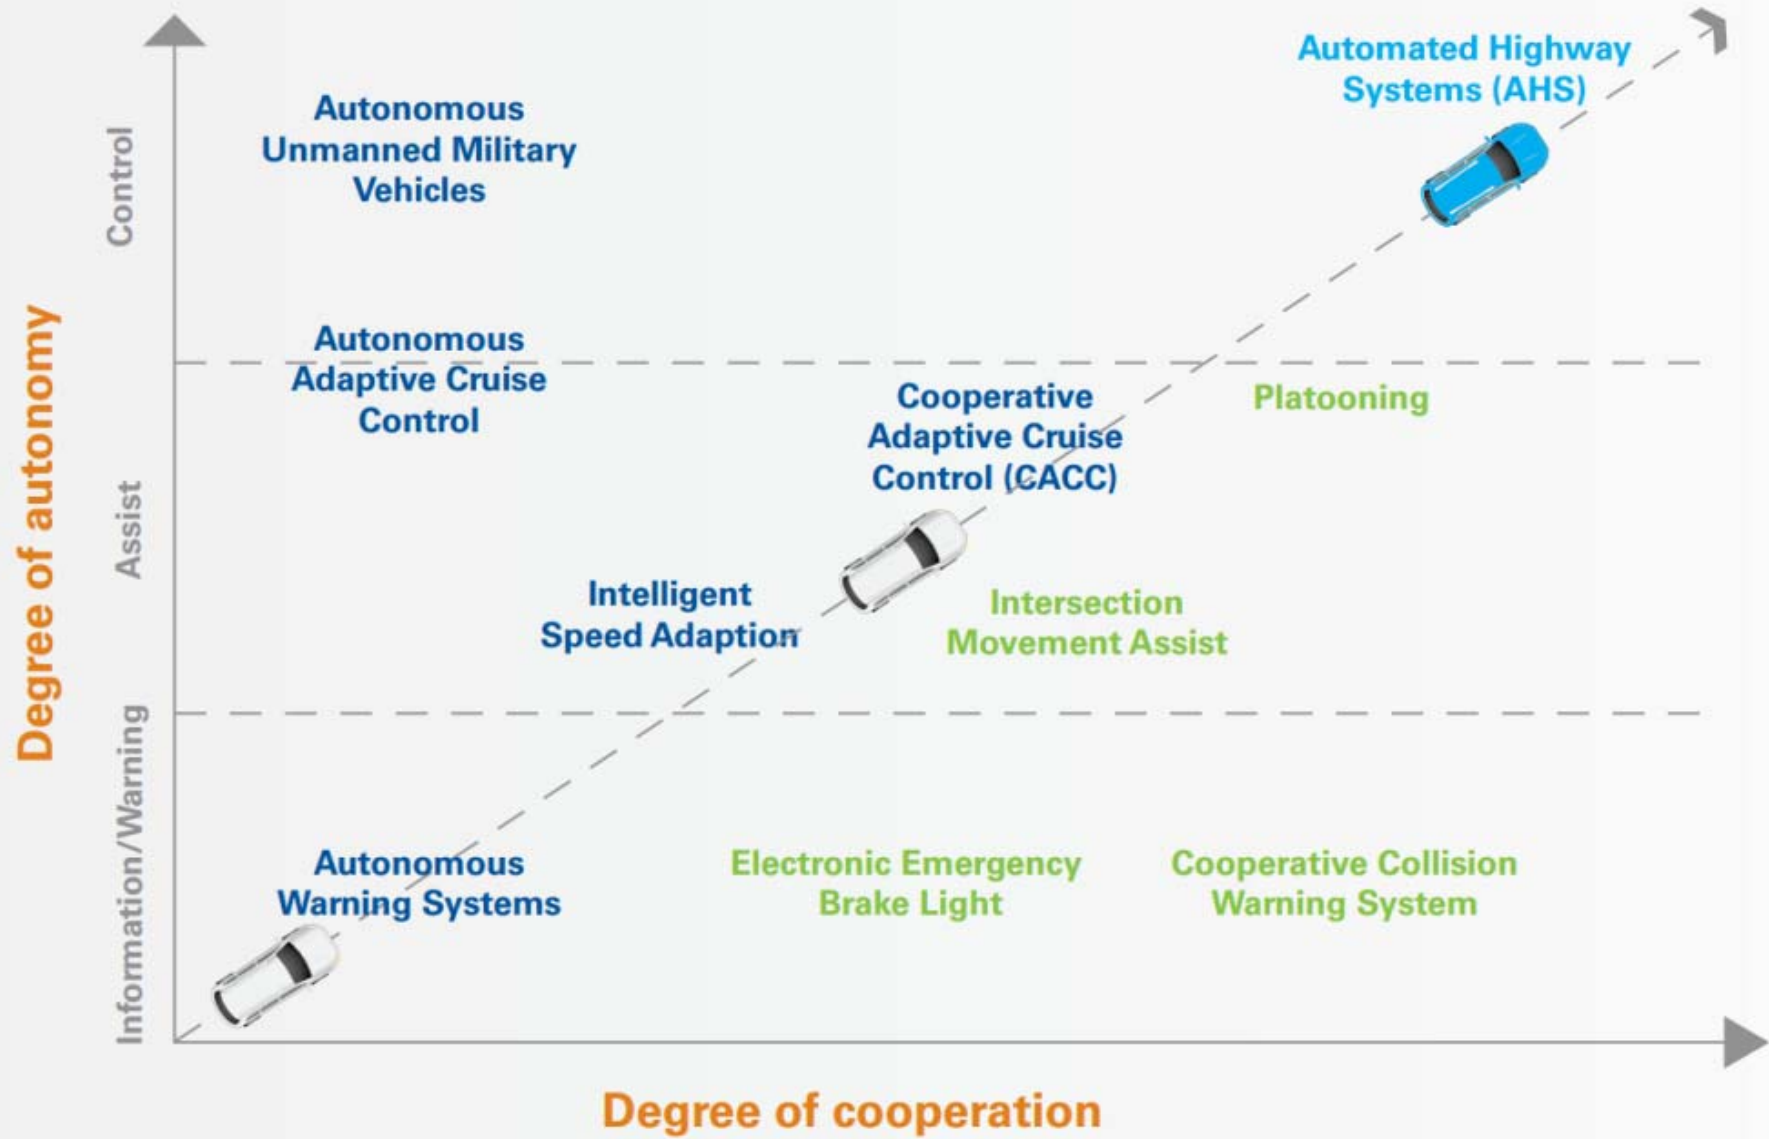 Automated Highway
Systems (AHS)
Autonomous
Unmanned Military
Vehicles
Control
Autonomous
Adaptive Cruise
Control
Cooperative
Adaptive Cruise
Control (CACC)
Platooning
Degree of autonomy
Assist
Intelligent
Speed Adaption
Intersection
Movement Assist
Information/Warning
Autonomous
Warning Systems
Electronic Emergency
Brake Light
Cooperative Collision
Warning System
Degree of cooperation